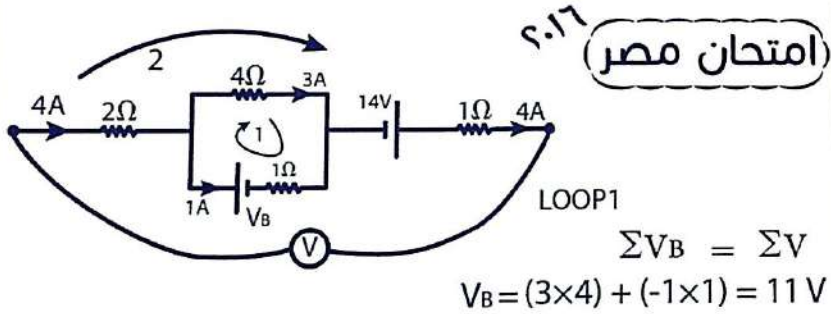 امتحان مصر
٢٠١٦
2
4A
2Ω
4Ω
3A
1
1A
VB
1Ω
14V
1Ω
4A
V
LOOP1
ΣVB = ΣV
VB = (3×4) + (-1×1) = 11 V